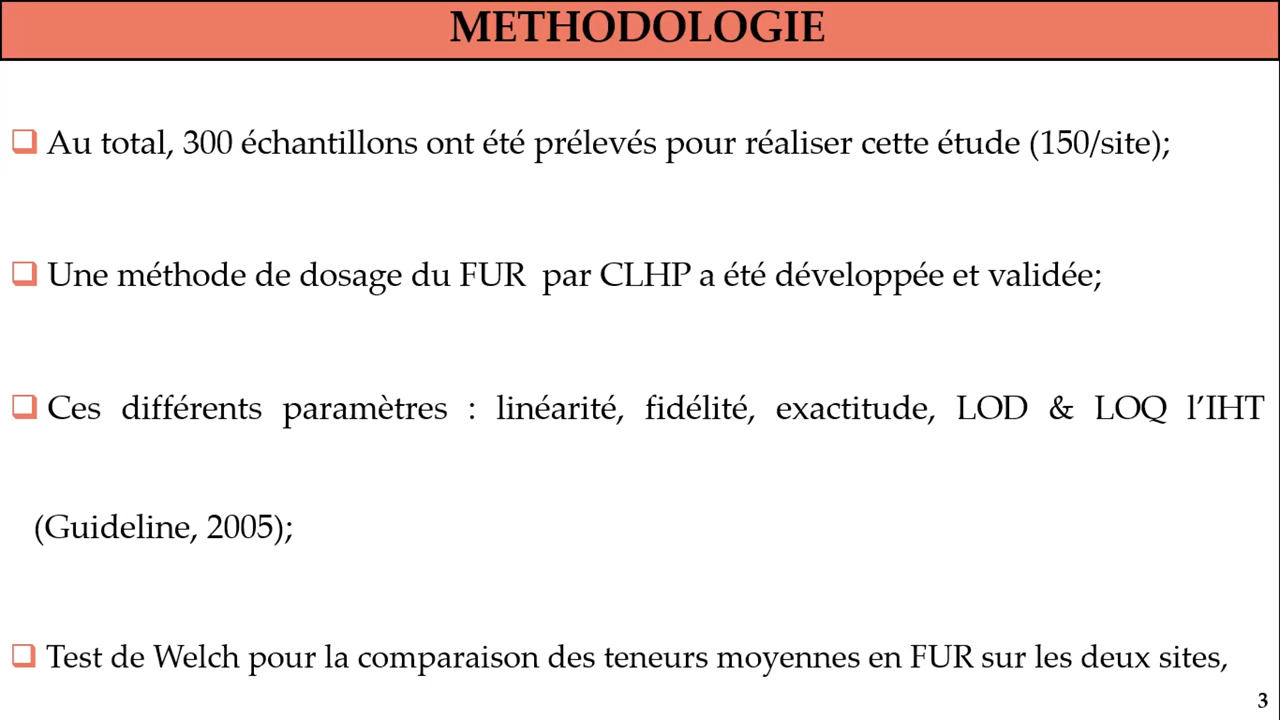 METHODOLOGIE
Au total, 300 échantillons ont été prélevés pour réaliser cette étude (150/site);
Une méthode de dosage du FUR par CLHP a été développée et validée;
Ces différents paramètres : linéarité, fidélité, exactitude, LOD & LOQ l’IHT
(Guideline, 2005);
Test de Welch pour la comparaison des teneurs moyennes en FUR sur les deux sites,
3